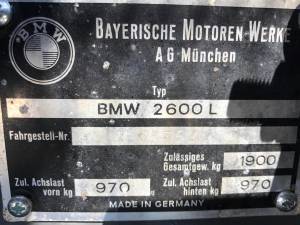 BMW
BAYERISCHE MOTOREN WERKE
AG München
Typ
BMW 2600 L
Fahrgestell-Nr.
Zulässiges
Gesamtgew. kg 1900
Zul. Achslast
vorn kg 970
Zul. Achslast
hinten kg 970
MADE IN GERMANY